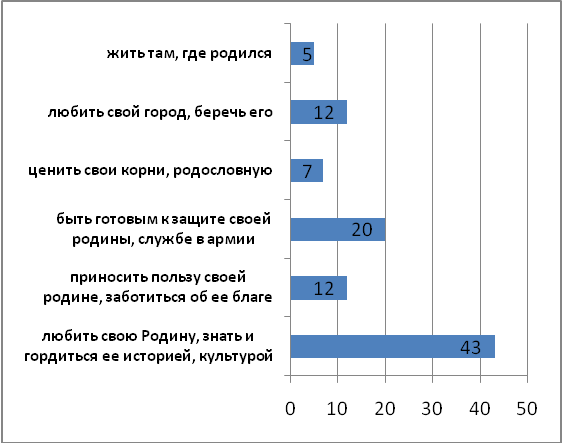 жить там, где родился
5
любить свой город, беречь его
12
ценить свои корни, родословную
7
быть готовым к защите своей
родины, службе в армии
20
приносить пользу своей
родине, заботиться об ее благе
12
любить свою Родину, знать и
гордиться ее историей, культурой
43
0 10 20 30 40 50